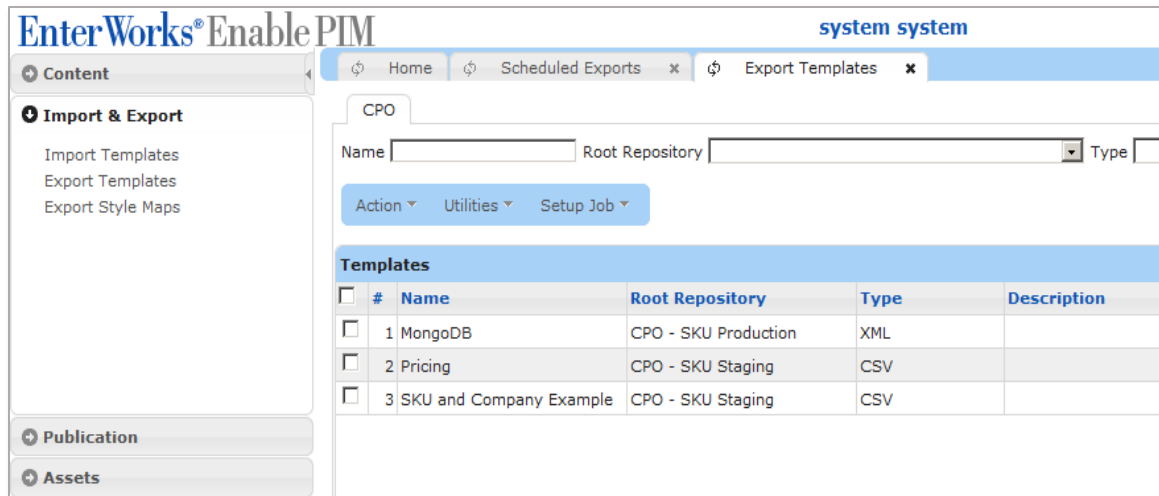 EnterWorks® Enable PIM
system system
Content
Import & Export
Import Templates
Export Templates
Export Style Maps
Publication
Assets
Home Scheduled Exports Export Templates
CPO
Name Root Repository Type
Action Utilities Setup Job
Templates
# Name Root Repository Type Description
1 MongoDB CPO - SKU Production XML
2 Pricing CPO - SKU Staging CSV
3 SKU and Company Example CPO - SKU Staging CSV